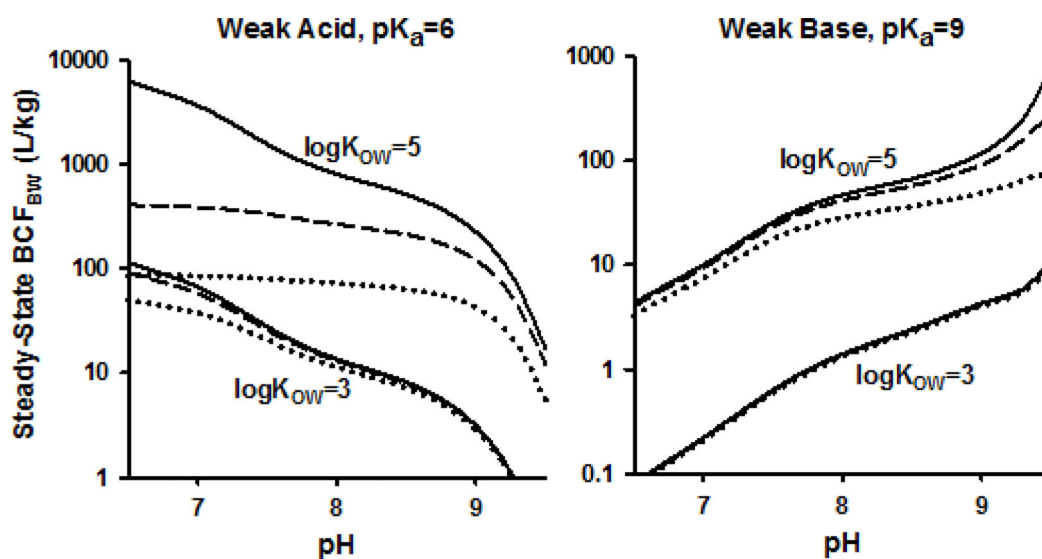 Weak Acid, pKa=6
Steady-State BCFBW (L/kg)
10000
1000
100
10
1
logKOW=5
logKOW=3
7
8
9
pH
Weak Base, pKa=9
1000
100
10
1
0.1
logKOW=5
logKOW=3
7
8
9
pH